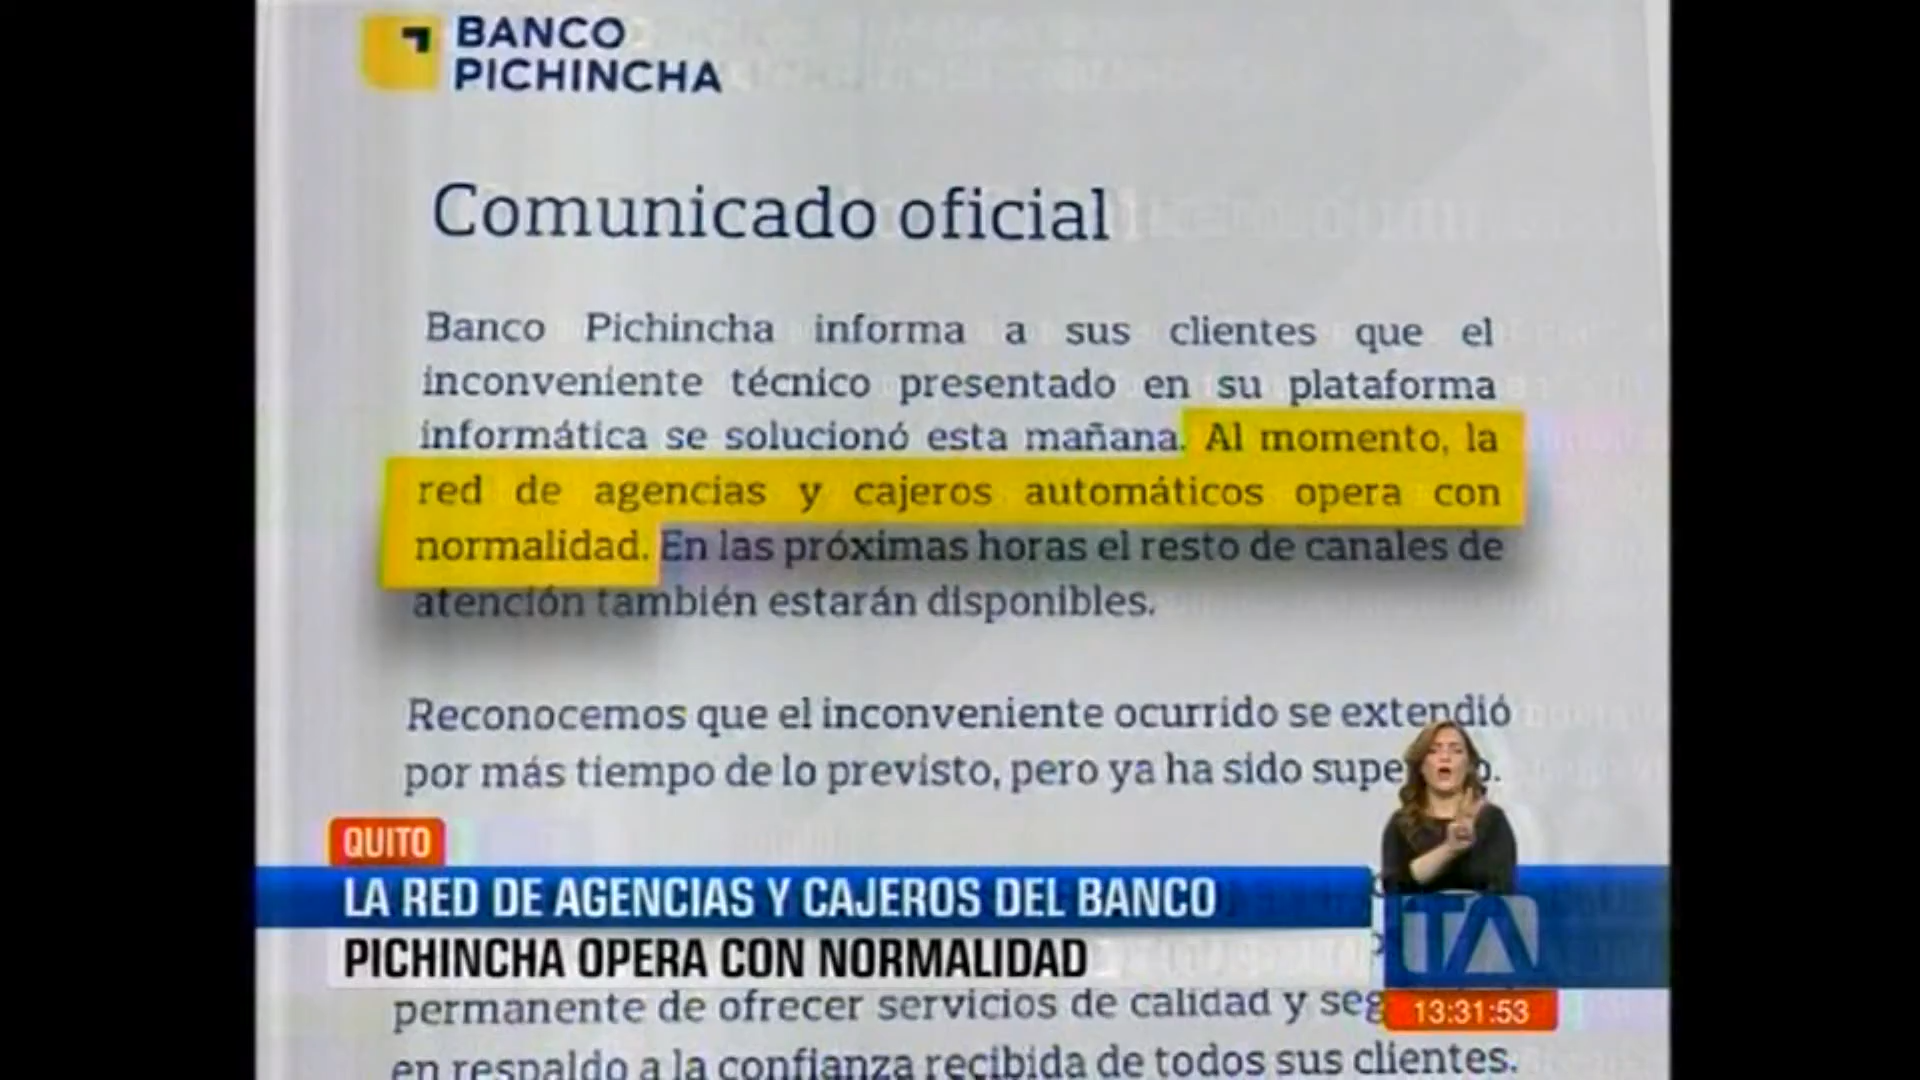 BANCO
PICHINCHA
Comunicado oficial
Banco Pichincha informa a sus clientes que el
inconveniente técnico presentado en su plataforma
informática se solucionó esta mañana. Al momento, la
red de agencias y cajeros automáticos opera con
normalidad. En las próximas horas el resto de canales de
atención también estarán disponibles.
Reconocemos que el inconveniente ocurrido se extendió
por más tiempo de lo previsto, pero ya ha sido
QUITO
LA RED DE AGENCIAS Y CAJEROS DEL BANCO
PICHINCHA OPERA CON NORMALIDAD
TA
permanente de ofrecer servicios de calidad y
13:31:53
en respaldo a la confianza recibida de todos sus clientes.